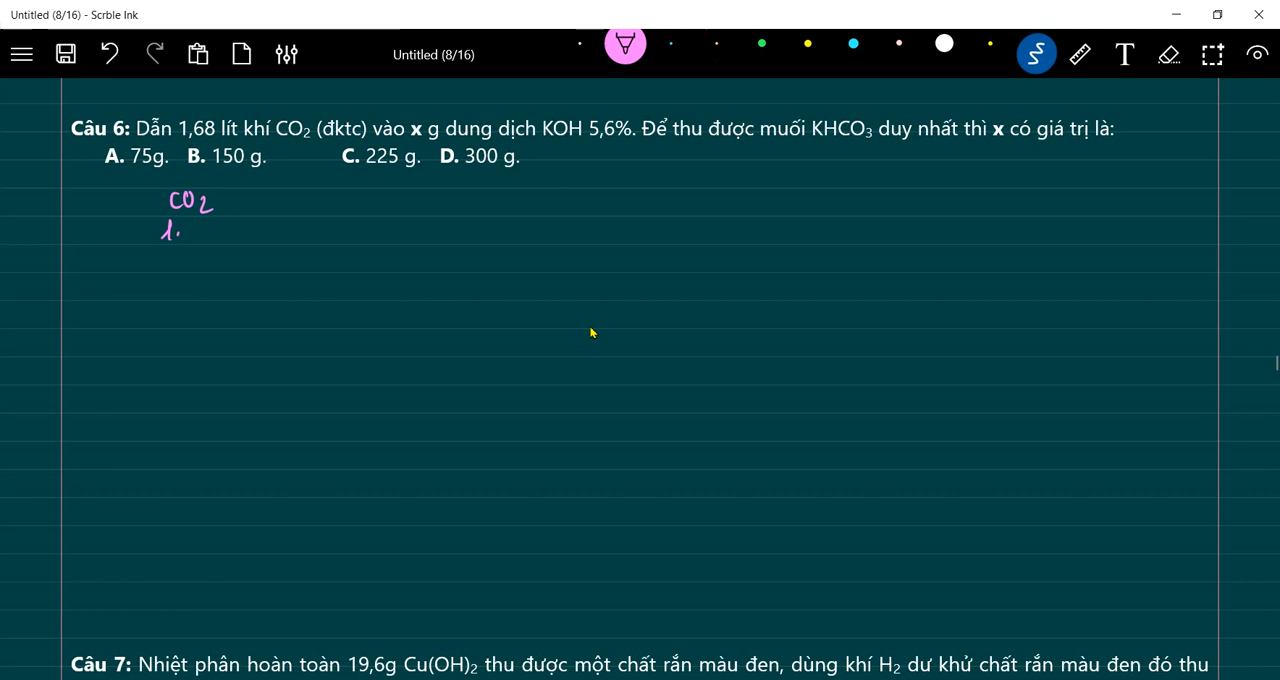 Untitled (8/16) - Scrble Ink
Untitled (8/16)
T
Câu 6: Dẫn 1,68 lít khí CO₂ (đktc) vào x g dung dịch KOH 5,6%. Để thu được muối KHCO₃ duy nhất thì x có giá trị là:
A. 75g. B. 150 g. C. 225 g. D. 300 g.
CO₂
1.
Câu 7: Nhiệt phân hoàn toàn 19,6g Cu(OH)₂ thu được một chất rắn màu đen, dùng khí H₂ dư khử chất rắn màu đen đó thu